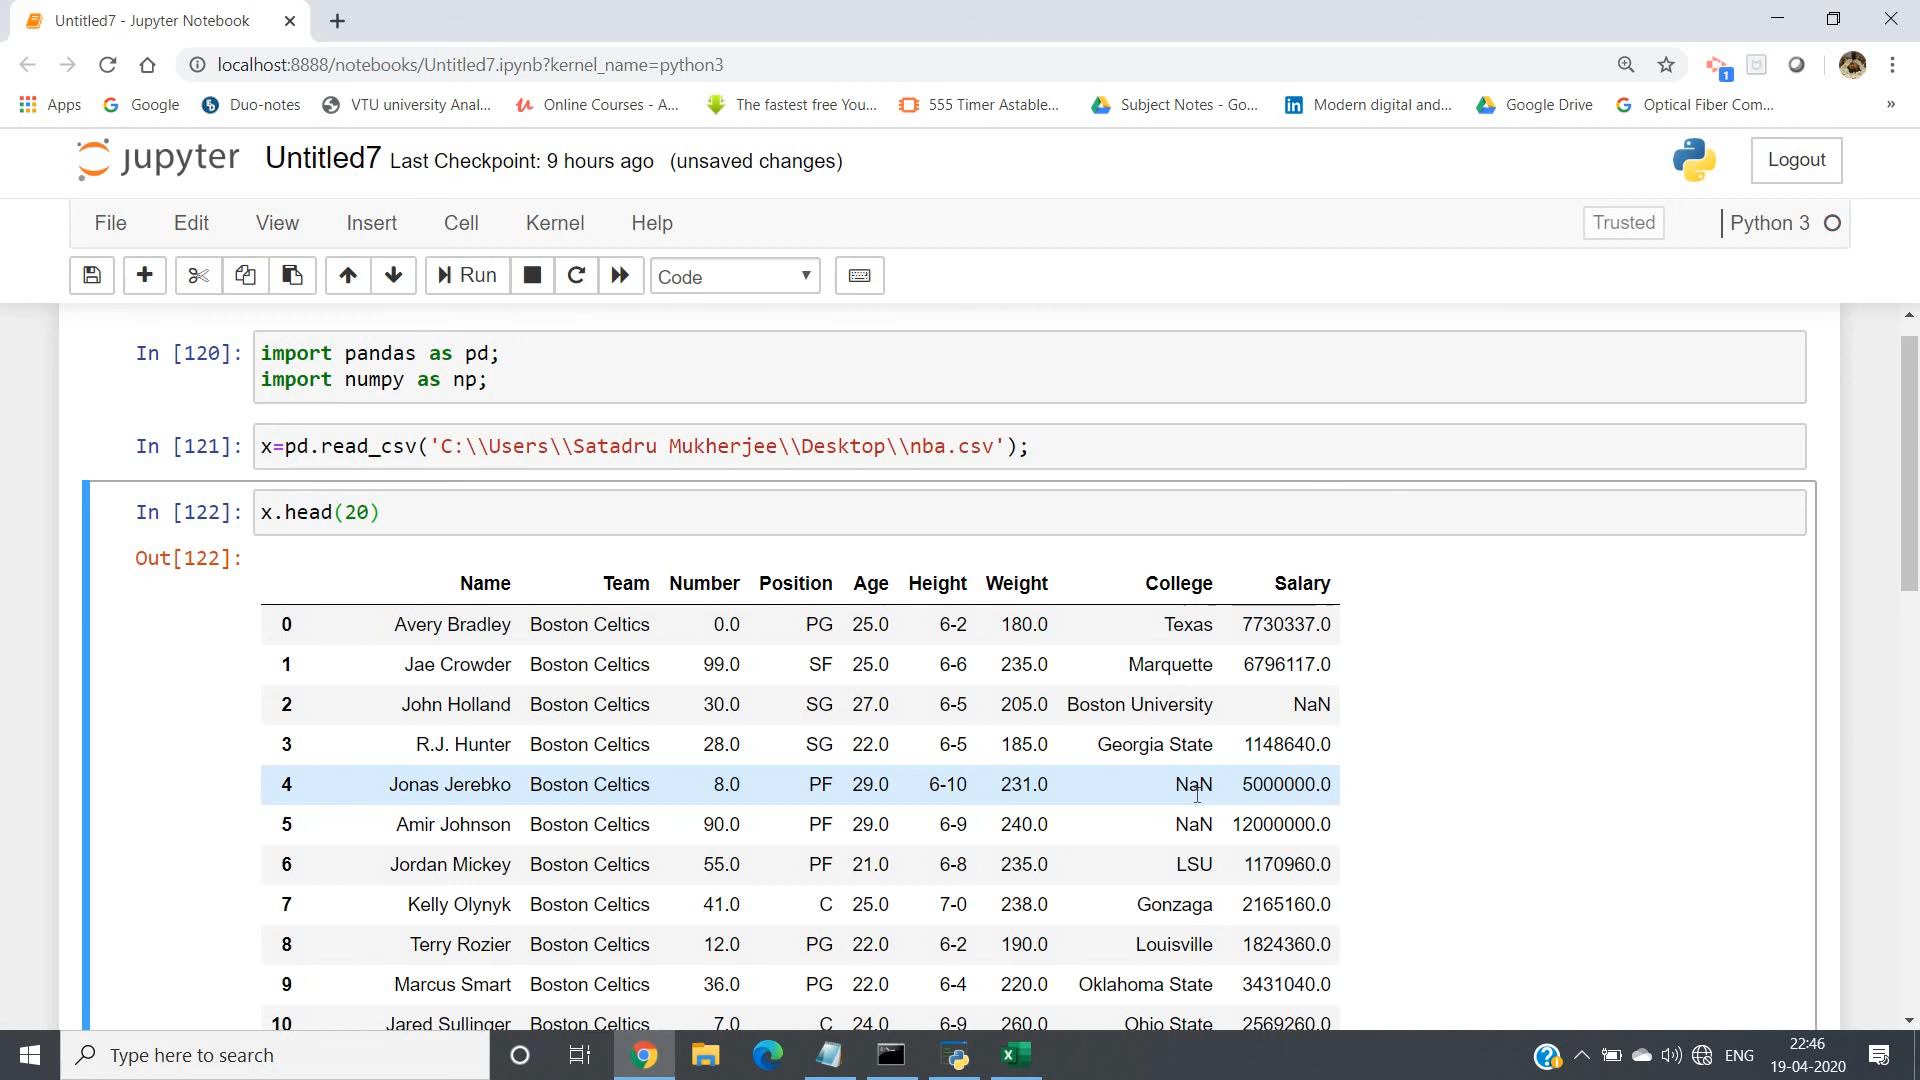 Untitled7 - Jupyter Notebook
localhost:8888/notebooks/Untitled7.ipynb?kernel_name=python3
1
Apps Google Duo-notes VTU university Anal... Online Courses - A... The fastest free You... 555 Timer Astable... Subject Notes - Go... Modern digital and... Google Drive Optical Fiber Com... »
jupyter Untitled7 Last Checkpoint: 9 hours ago (unsaved changes) Logout
File Edit View Insert Cell Kernel Help Trusted Python 3
Run Code
In [120]: import pandas as pd;
import numpy as np;
In [121]: x=pd.read_csv('C:\\Users\\Satadru Mukherjee\\Desktop\\nba.csv');
In [122]: x.head(20)
Out[122]:
Name Team Number Position Age Height Weight College Salary
0 Avery Bradley Boston Celtics 0.0 PG 25.0 6-2 180.0 Texas 7730337.0
1 Jae Crowder Boston Celtics 99.0 SF 25.0 6-6 235.0 Marquette 6796117.0
2 John Holland Boston Celtics 30.0 SG 27.0 6-5 205.0 Boston University NaN
3 R.J. Hunter Boston Celtics 28.0 SG 22.0 6-5 185.0 Georgia State 1148640.0
4 Jonas Jerebko Boston Celtics 8.0 PF 29.0 6-10 231.0 NaN 5000000.0
5 Amir Johnson Boston Celtics 90.0 PF 29.0 6-9 240.0 NaN 12000000.0
6 Jordan Mickey Boston Celtics 55.0 PF 21.0 6-8 235.0 LSU 1170960.0
7 Kelly Olynyk Boston Celtics 41.0 C 25.0 7-0 238.0 Gonzaga 2165160.0
8 Terry Rozier Boston Celtics 12.0 PG 22.0 6-2 190.0 Louisville 1824360.0
9 Marcus Smart Boston Celtics 36.0 PG 22.0 6-4 220.0 Oklahoma State 3431040.0
10 Jared Sullinger Boston Celtics 7.0 C 24.0 6-9 260.0 Ohio State 2569260.0
Type here to search ENG 22:46
19-04-2020